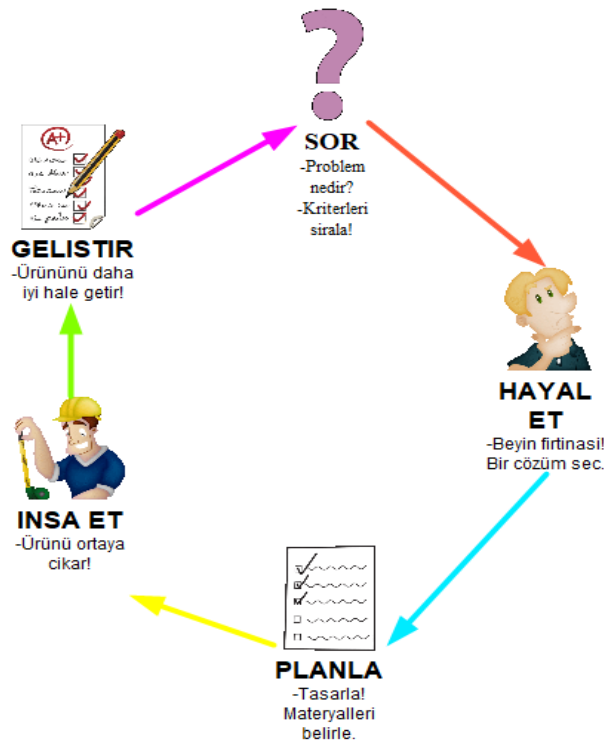 SOR
-Problem
nedir?
-Kriterleri
sirala!
HAYAL
ET
-Beyin firtinasi!
Bir cözüm sec.
PLANLA
-Tasarla!
Materyalleri
belirle.
INSA ET
-Ürünü ortaya
cikar!
GELISTIR
-Ürününü daha
iyi hale getir!
A+